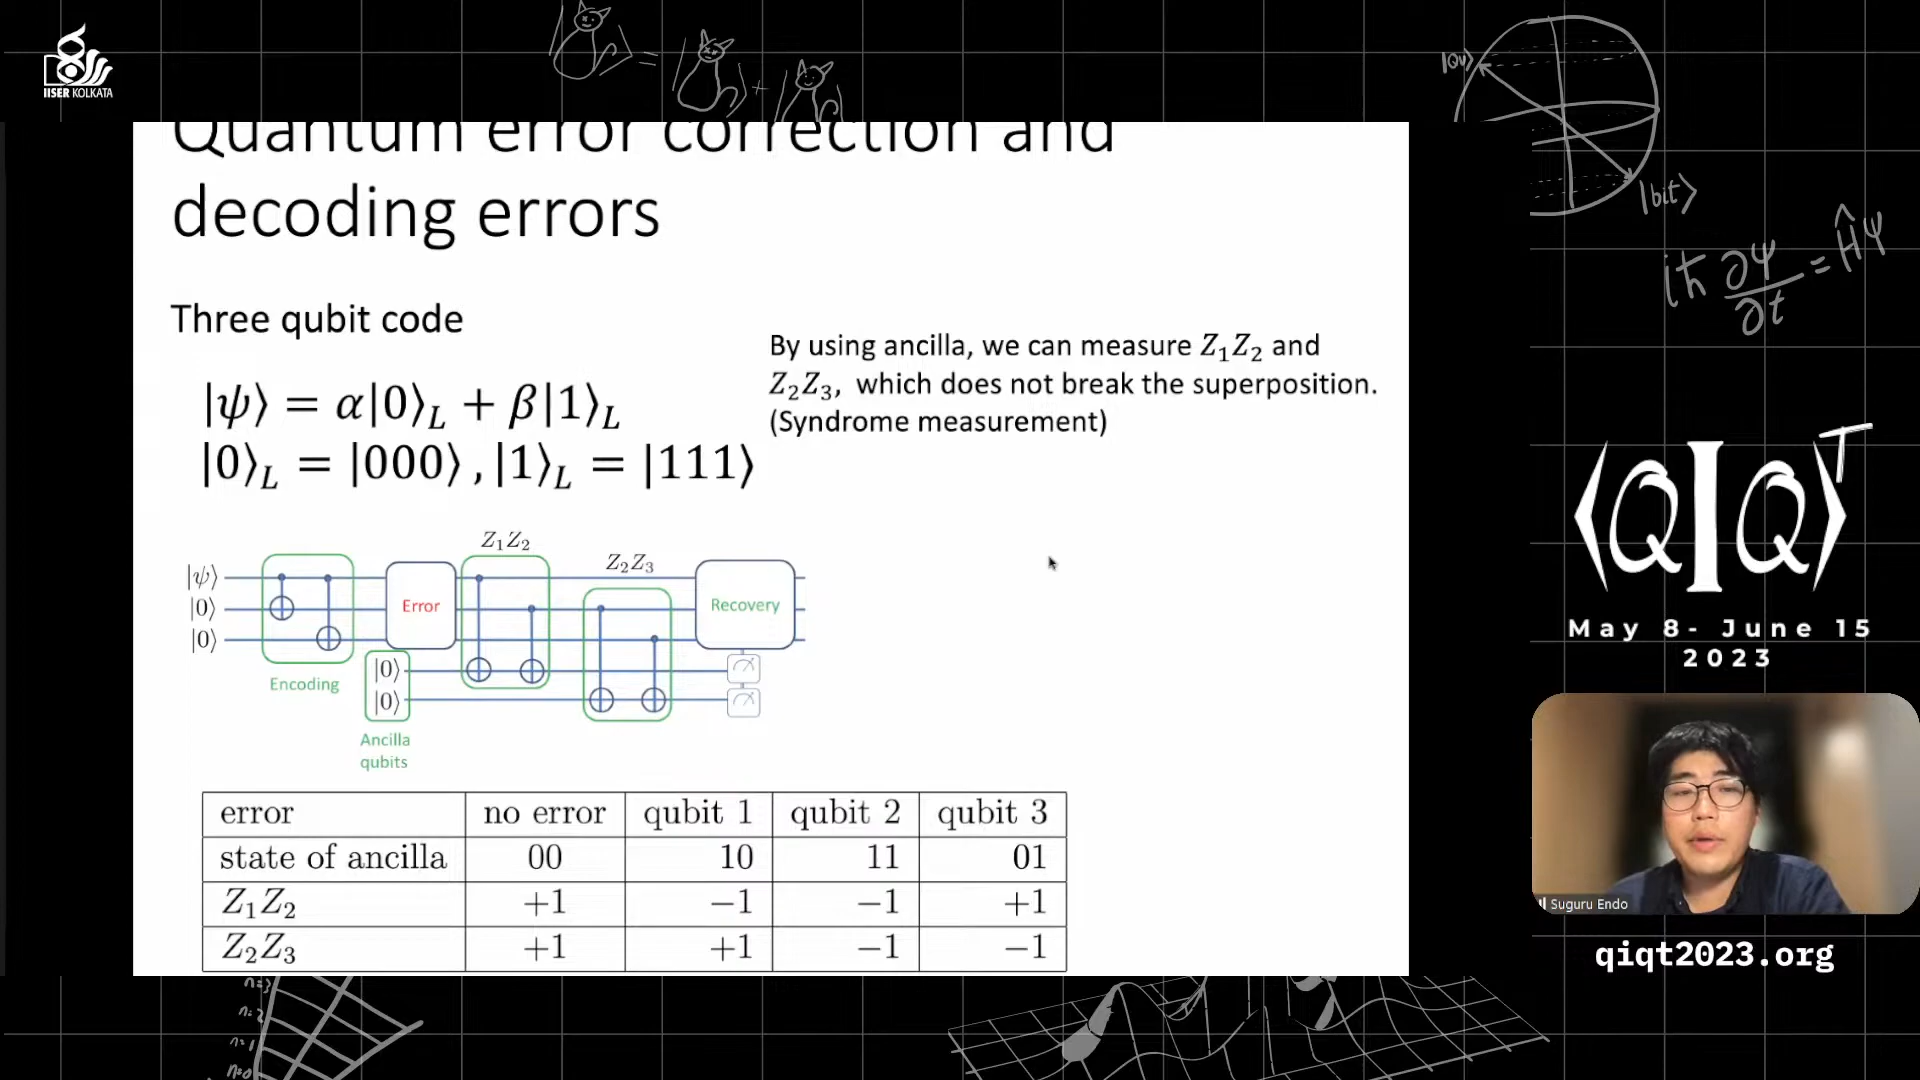 IISER KOLKATA
Quantum error correction and
decoding errors
Three qubit code
|ψ⟩ = α|0⟩_L + β|1⟩_L
|0⟩_L = |000⟩ , |1⟩_L = |111⟩
By using ancilla, we can measure Z₁Z₂ and
Z₂Z₃, which does not break the superposition.
(Syndrome measurement)
Z₁Z₂
Z₂Z₃
|ψ⟩
|0⟩
|0⟩
Error
Recovery
Encoding
|0⟩
|0⟩
Ancilla
qubits
error no error qubit 1 qubit 2 qubit 3
state of ancilla 00 10 11 01
Z₁Z₂ +1 −1 −1 +1
Z₂Z₃ +1 +1 −1 −1
|bit⟩
iħ ∂ψ/∂t = Ĥψ
⟨QIQ⟩ᵀ
May 8- June 15
2023
Suguru Endo
qiqt2023.org
n=3
n=2
n=1
n=0